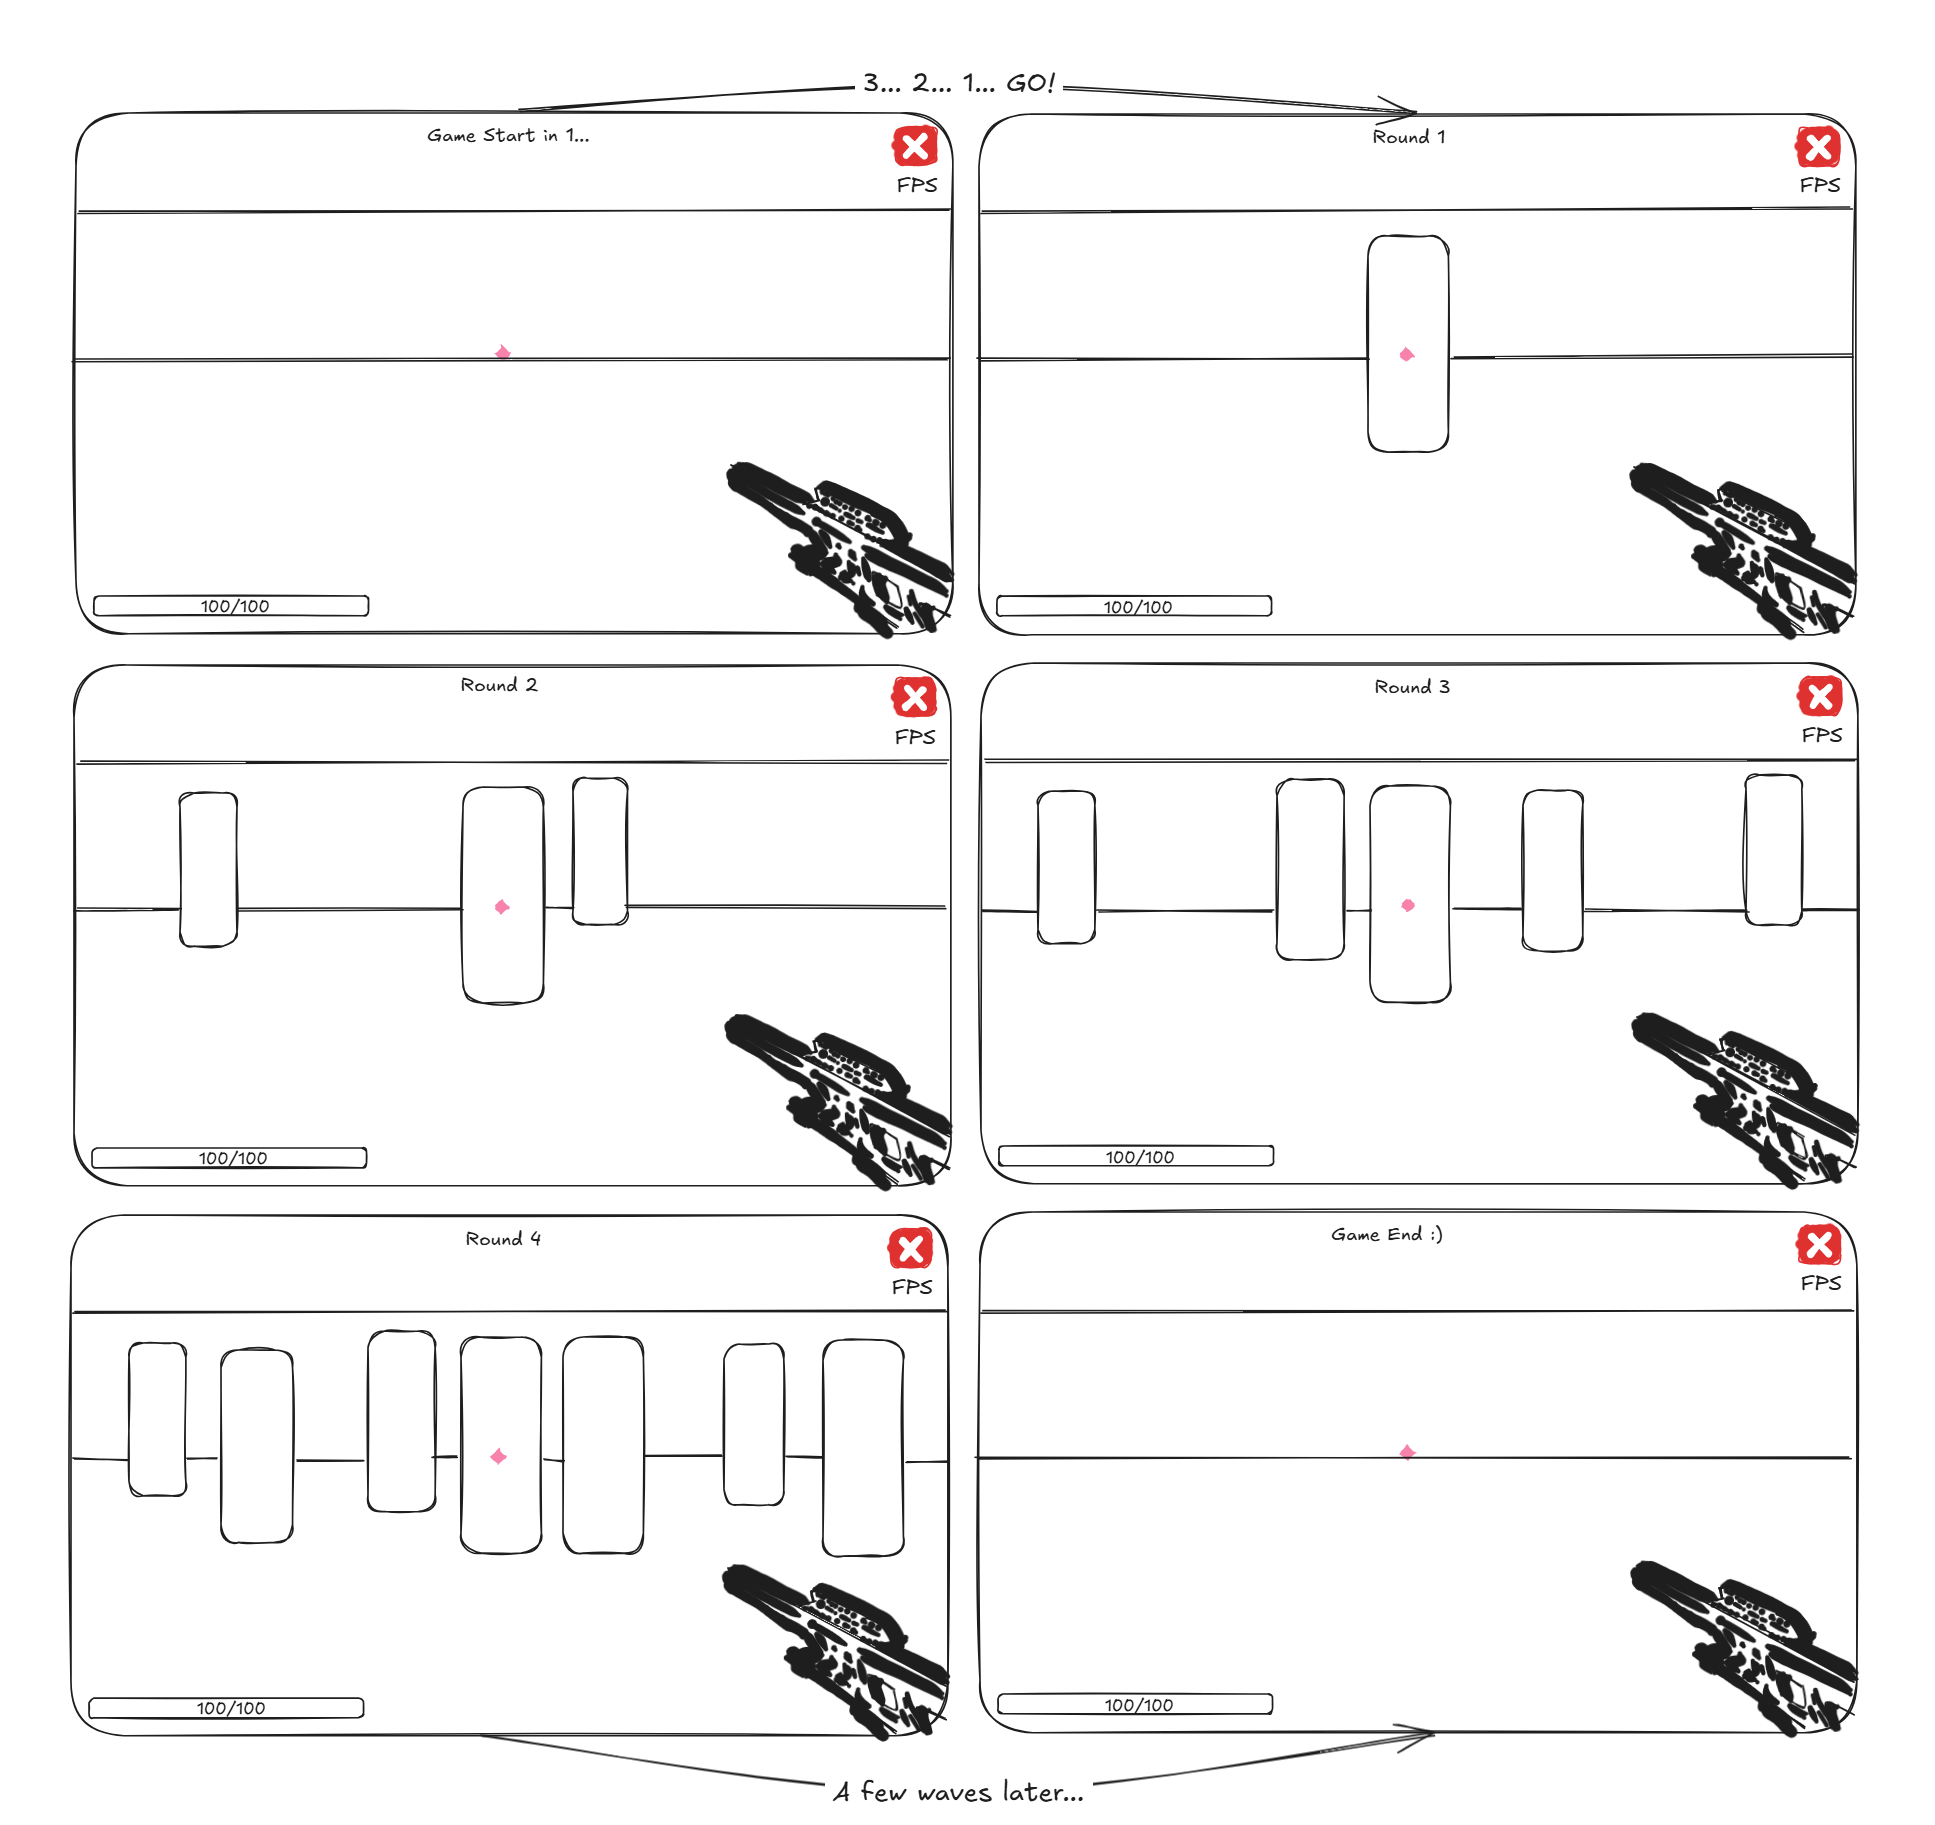 3... 2... 1... GO!
Game Start in 1...
FPS
100/100
Round 1
FPS
100/100
Round 2
FPS
100/100
Round 3
FPS
100/100
Round 4
FPS
100/100
Game End :)
FPS
100/100
A few waves later...